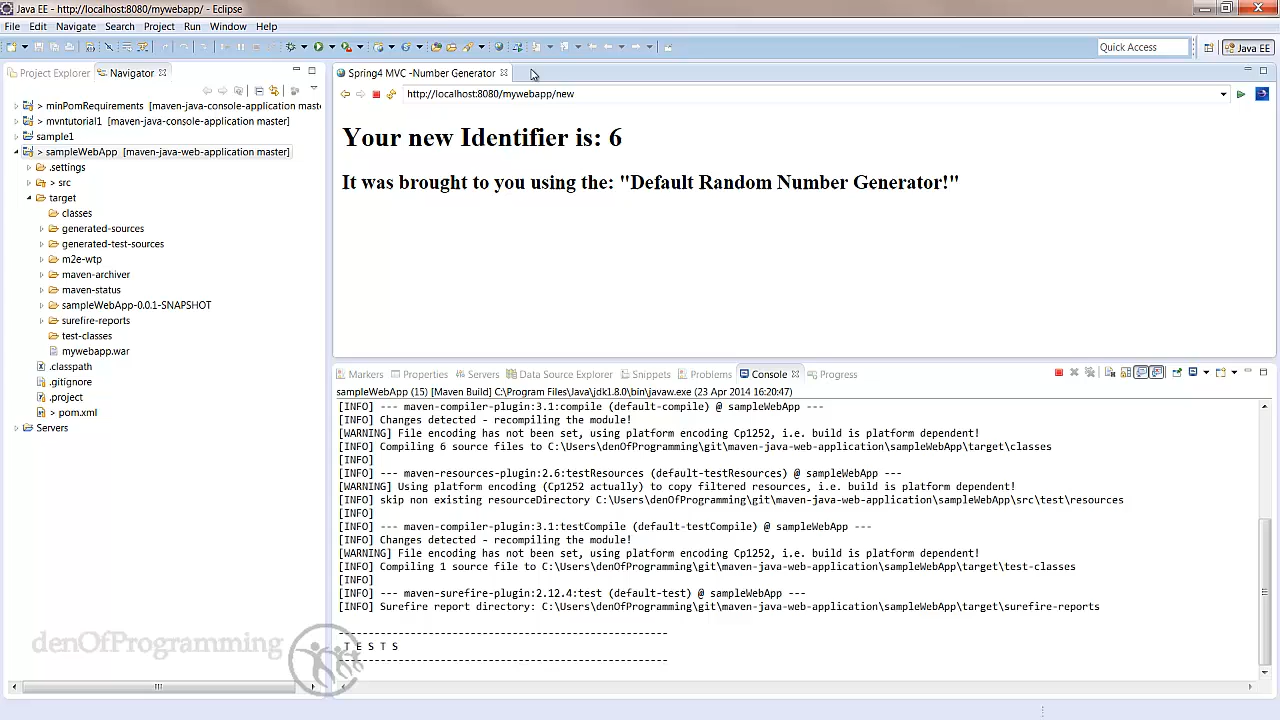 Java EE - http://localhost:8080/mywebapp/ - Eclipse
File Edit Navigate Search Project Run Window Help
Quick Access
Java EE
Project Explorer Navigator
> minPomRequirements [maven-java-console-application mast
> mvntutorial1 [maven-java-console-application master]
sample1
> sampleWebApp [maven-java-web-application master]
.settings
> src
target
classes
generated-sources
generated-test-sources
m2e-wtp
maven-archiver
maven-status
sampleWebApp-0.0.1-SNAPSHOT
surefire-reports
test-classes
mywebapp.war
.classpath
.gitignore
.project
> pom.xml
Servers
Spring4 MVC -Number Generator
http://localhost:8080/mywebapp/new
Your new Identifier is: 6
It was brought to you using the: "Default Random Number Generator!"
Markers Properties Servers Data Source Explorer Snippets Problems Console Progress
sampleWebApp (15) [Maven Build] C:\Program Files\Java\jdk1.8.0\bin\javaw.exe (23 Apr 2014 16:20:47)
[INFO] --- maven-compiler-plugin:3.1:compile (default-compile) @ sampleWebApp ---
[INFO] Changes detected - recompiling the module!
[WARNING] File encoding has not been set, using platform encoding Cp1252, i.e. build is platform dependent!
[INFO] Compiling 6 source files to C:\Users\denOfProgramming\git\maven-java-web-application\sampleWebApp\target\classes
[INFO]
[INFO] --- maven-resources-plugin:2.6:testResources (default-testResources) @ sampleWebApp ---
[WARNING] Using platform encoding (Cp1252 actually) to copy filtered resources, i.e. build is platform dependent!
[INFO] skip non existing resourceDirectory C:\Users\denOfProgramming\git\maven-java-web-application\sampleWebApp\src\test\resources
[INFO]
[INFO] --- maven-compiler-plugin:3.1:testCompile (default-testCompile) @ sampleWebApp ---
[INFO] Changes detected - recompiling the module!
[WARNING] File encoding has not been set, using platform encoding Cp1252, i.e. build is platform dependent!
[INFO] Compiling 1 source file to C:\Users\denOfProgramming\git\maven-java-web-application\sampleWebApp\target\test-classes
[INFO]
[INFO] --- maven-surefire-plugin:2.12.4:test (default-test) @ sampleWebApp ---
[INFO] Surefire report directory: C:\Users\denOfProgramming\git\maven-java-web-application\sampleWebApp\target\surefire-reports
-------------------------------------------------------
T E S T S
-------------------------------------------------------
denOfProgramming